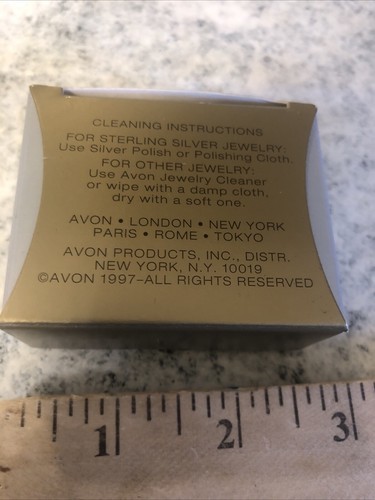 CLEANING INSTRUCTIONS
FOR STERLING SILVER JEWELRY:
Use Silver Polish or Polishing Cloth.
FOR OTHER JEWELRY:
Use Avon Jewelry Cleaner
or wipe with a damp cloth,
dry with a soft one.
AVON • LONDON • NEW YORK
PARIS • ROME • TOKYO
AVON PRODUCTS, INC., DISTR.
NEW YORK, N.Y. 10019
©AVON 1997–ALL RIGHTS RESERVED
1 2 3